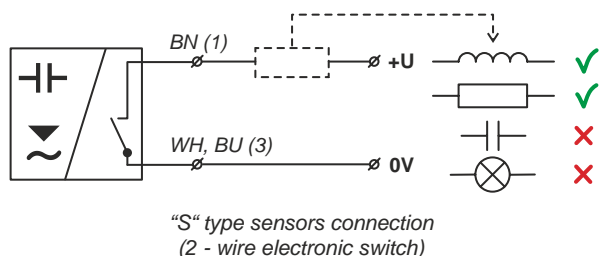 BN (1)
+U
WH, BU (3)
0V
“S“ type sensors connection
(2 - wire electronic switch)